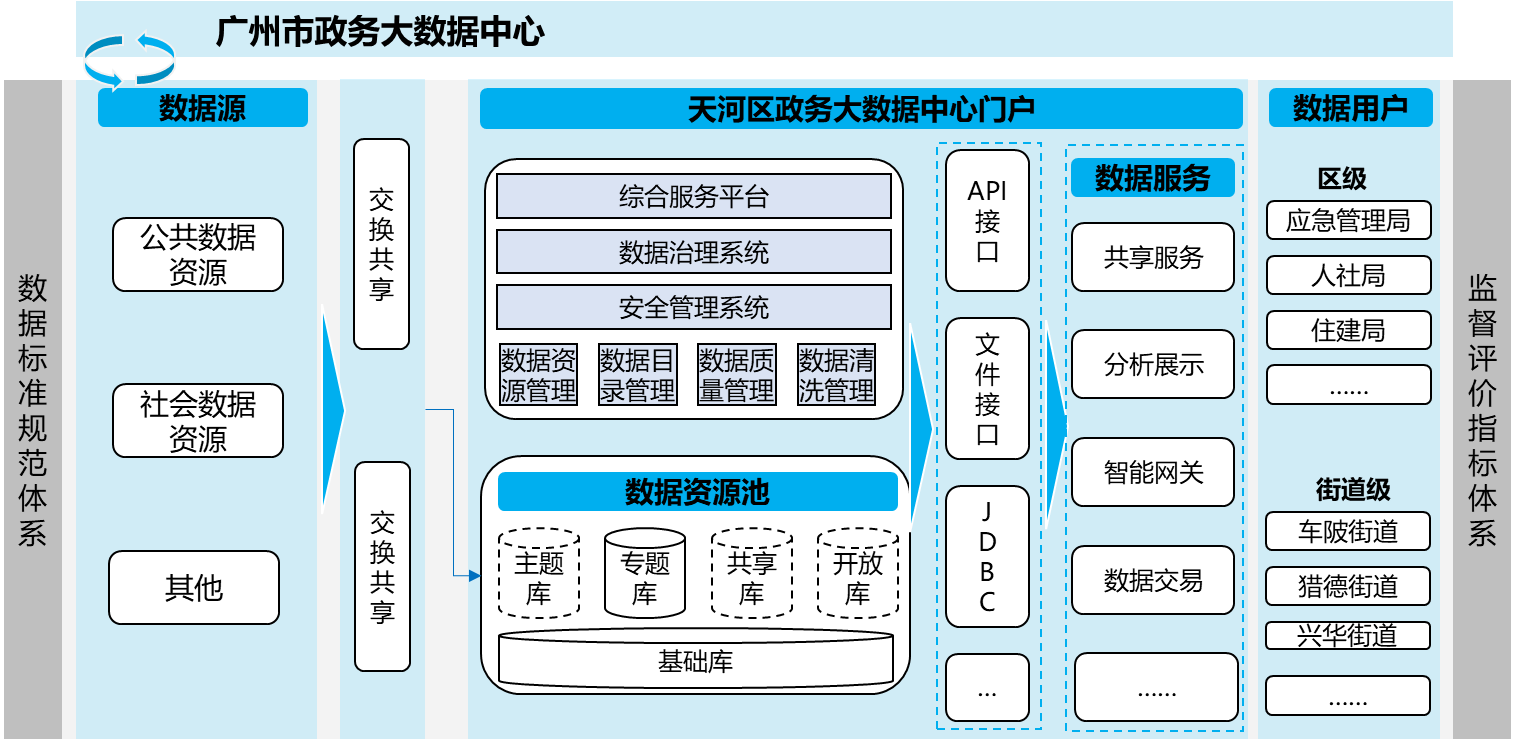 广州市政务大数据中心
数据标准规范体系
数据源
公共数据
资源
社会数据
资源
其他
交换共享
交换共享
天河区政务大数据中心门户
综合服务平台
数据治理系统
安全管理系统
数据资
源管理
数据目
录管理
数据质
量管理
数据清
洗管理
数据资源池
主题
库
专题
库
共享
库
开放
库
基础库
API
接
口
文
件
接
口
J
D
B
C
...
数据服务
共享服务
分析展示
智能网关
数据交易
......
数据用户
区级
应急管理局
人社局
住建局
......
街道级
车陂街道
猎德街道
兴华街道
......
监督评价指标体系